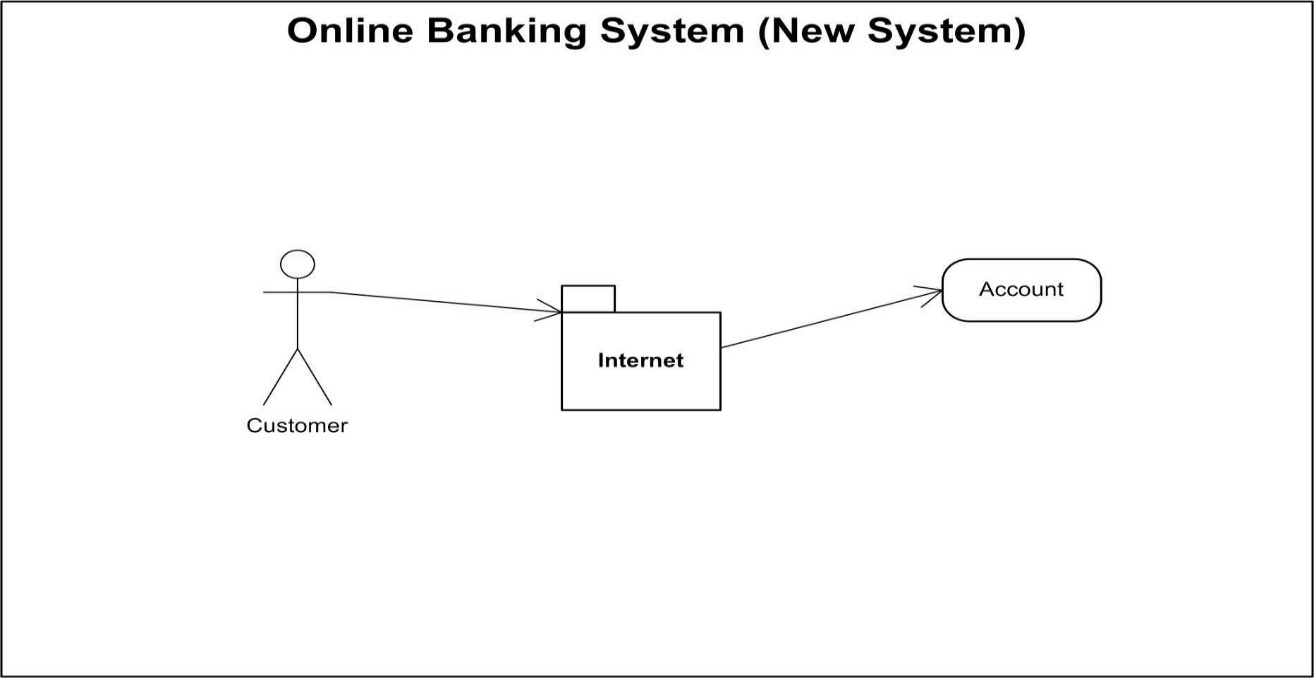 Online Banking System (New System)
Account
Internet
Customer